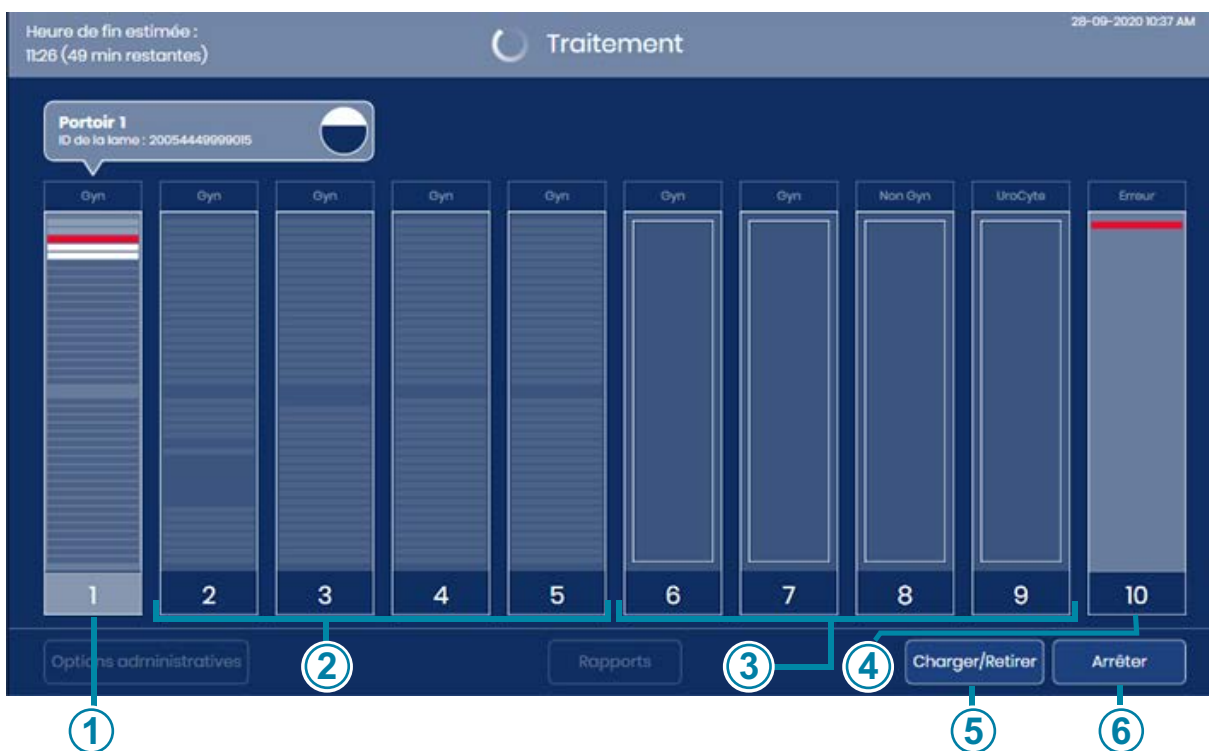 Heure de fin estimée :
11:26 (49 min restantes)
Traitement
28-09-2020 10:37 AM
Portoir 1
ID de la lame : 20054449999015
Gyn Gyn Gyn Gyn Gyn Gyn Gyn Non Gyn UroCyte Erreur
1 2 3 4 5 6 7 8 9 10
Options administratives Rapports Charger/Retirer Arrêter
2 3 4
1 5 6